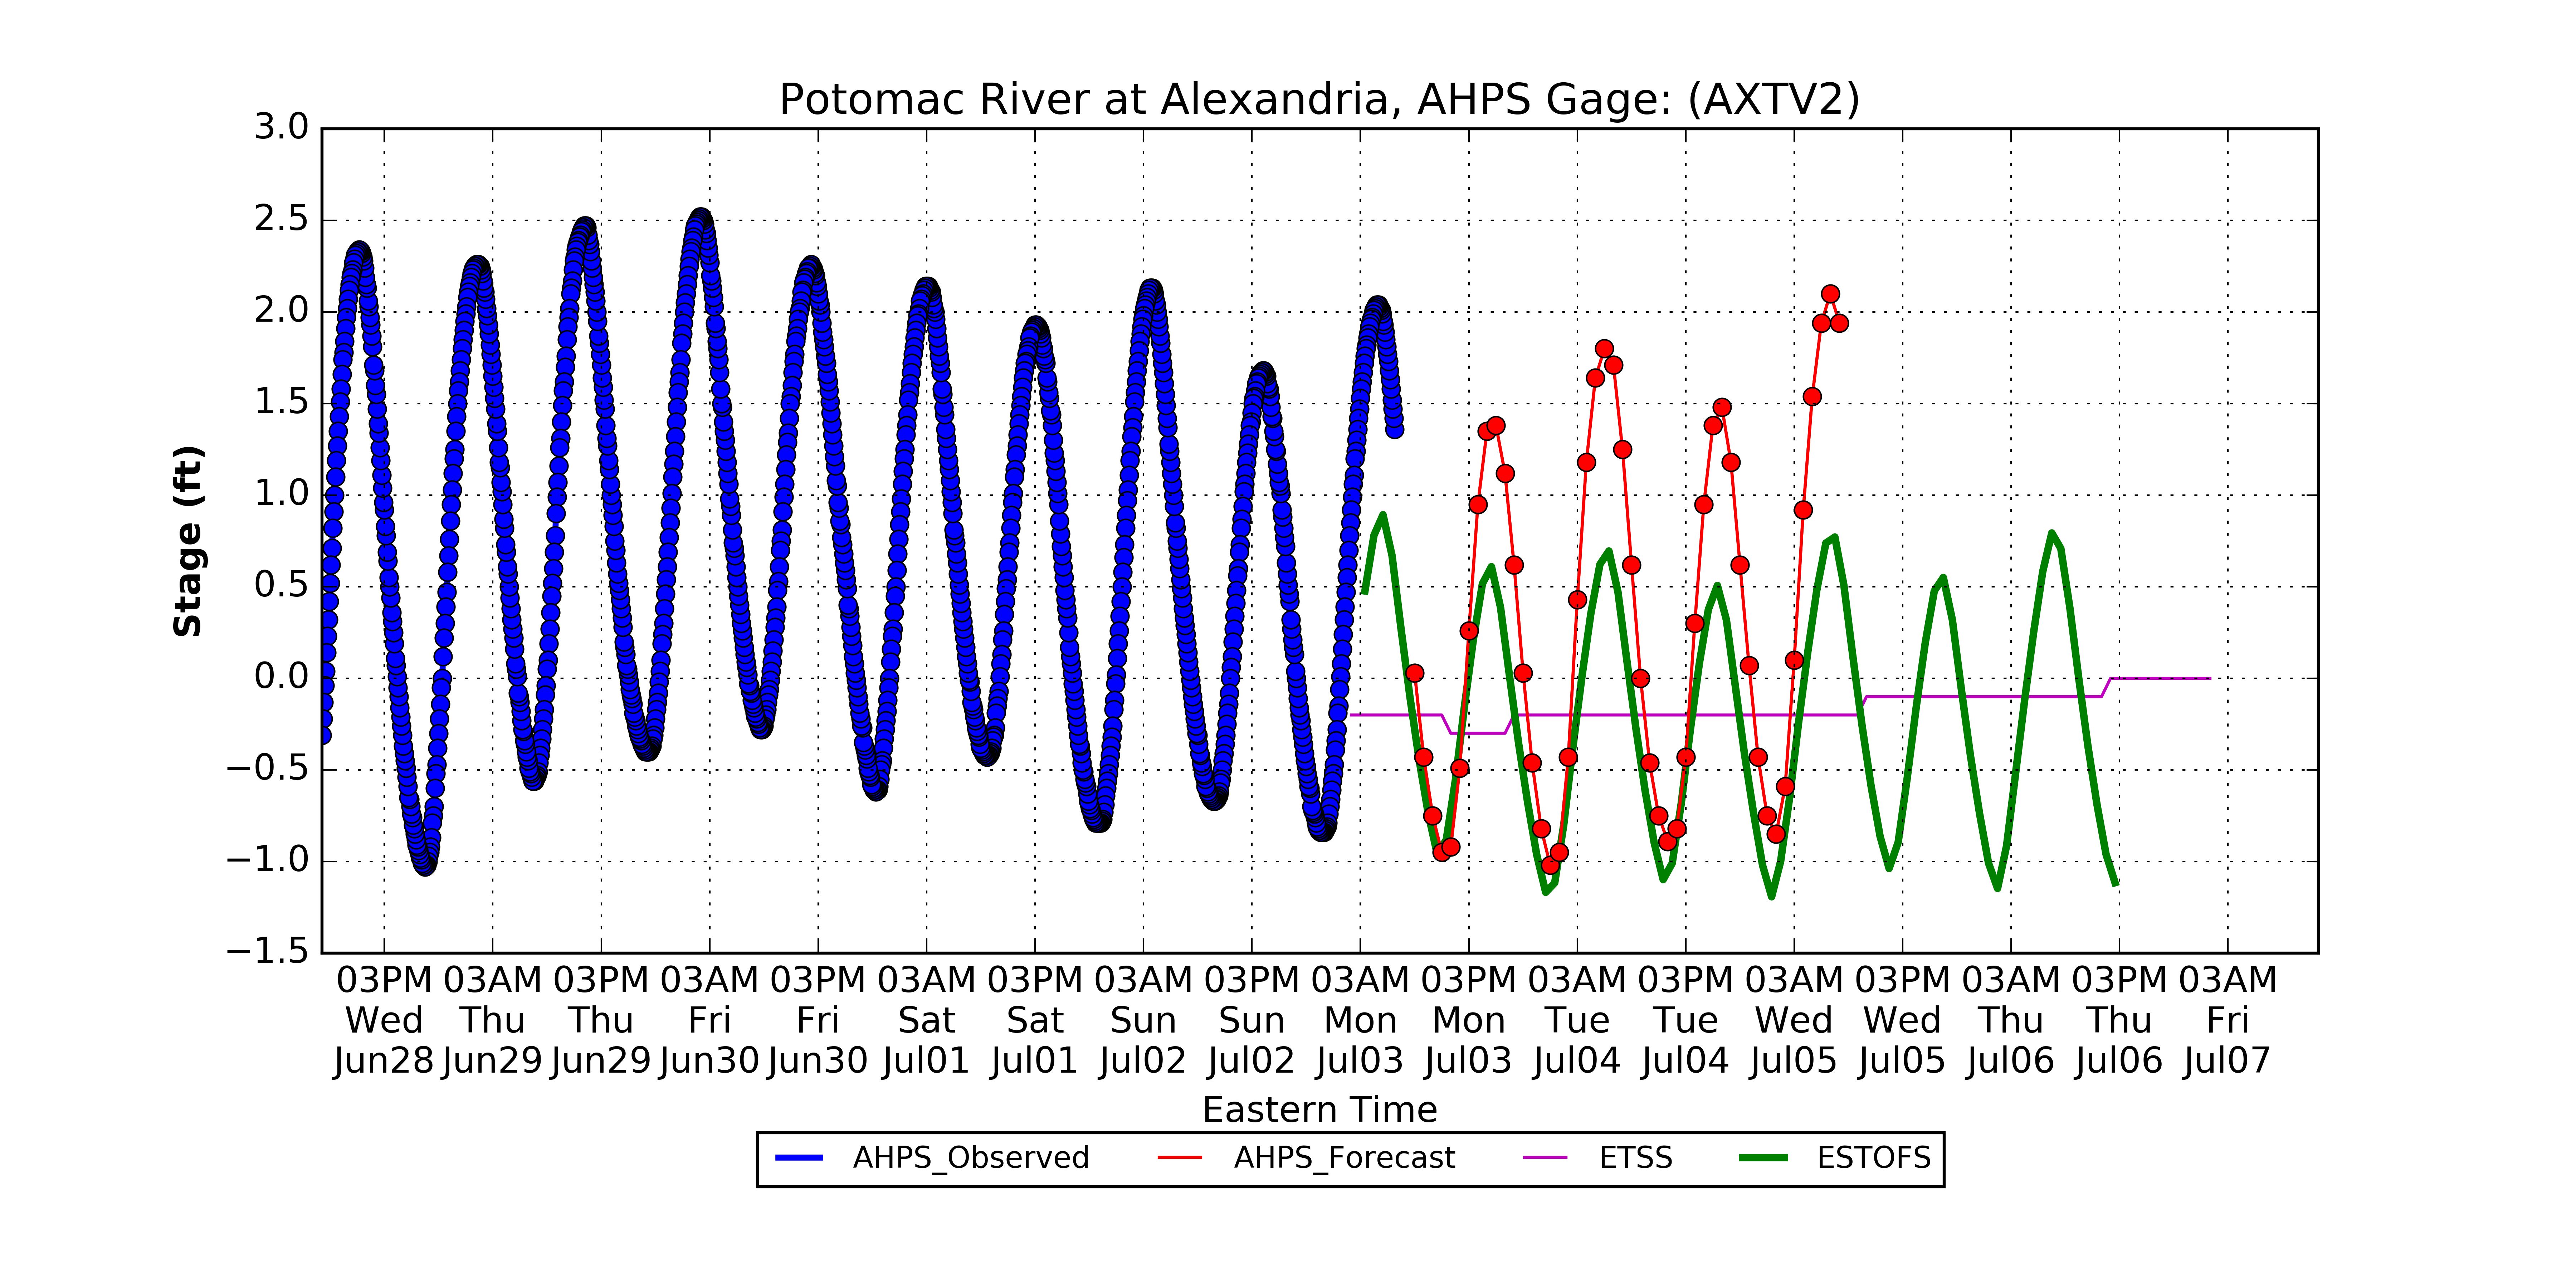 Potomac River at Alexandria, AHPS Gage: (AXTV2)
3.0
2.5
2.0
1.5
1.0
0.5
0.0
−0.5
−1.0
−1.5
Stage (ft)
03PM 03AM 03PM 03AM 03PM 03AM 03PM 03AM 03PM 03AM 03PM 03AM 03PM 03AM 03PM 03AM 03PM 03AM
Wed Thu Thu Fri Fri Sat Sat Sun Sun Mon Mon Tue Tue Wed Wed Thu Thu Fri
Jun28 Jun29 Jun29 Jun30 Jun30 Jul01 Jul01 Jul02 Jul02 Jul03 Jul03 Jul04 Jul04 Jul05 Jul05 Jul06 Jul06 Jul07
Eastern Time
AHPS_Observed AHPS_Forecast ETSS ESTOFS